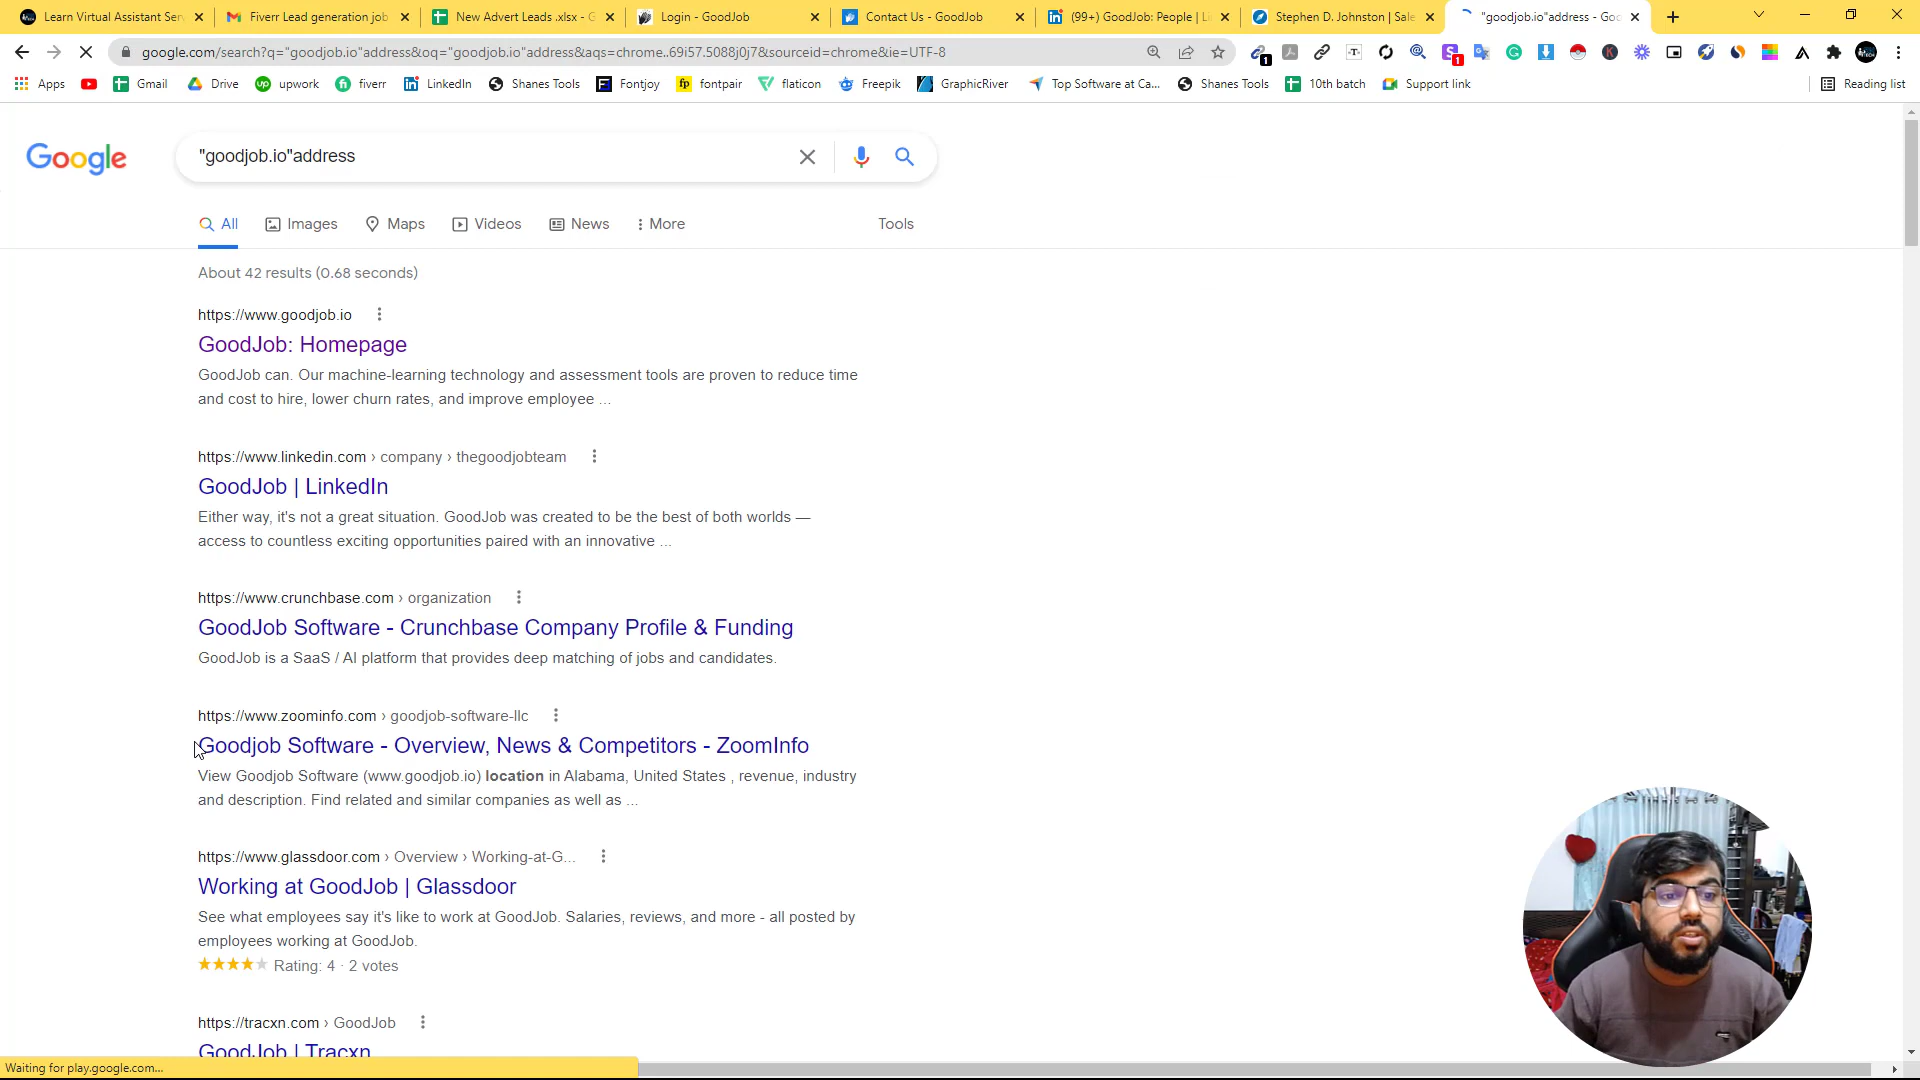 Learn Virtual Assistant Ser
Fiverr Lead generation job
New Advert Leads .xlsx - G
Login - GoodJob
Contact Us - GoodJob
(99+) GoodJob: People | Li
Stephen D. Johnston | Sale
"goodjob.io"address - Goo
google.com/search?q="goodjob.io"address&oq="goodjob.io"address&aqs=chrome..69i57.5088j0j7&sourceid=chrome&ie=UTF-8
Apps
Gmail
Drive
upwork
fiverr
LinkedIn
Shanes Tools
Fontjoy
fontpair
flaticon
Freepik
GraphicRiver
Top Software at Ca...
Shanes Tools
10th batch
Support link
Reading list
Google
"goodjob.io"address
All
Images
Maps
Videos
News
More
Tools
About 42 results (0.68 seconds)
https://www.goodjob.io
GoodJob: Homepage
GoodJob can. Our machine-learning technology and assessment tools are proven to reduce time
and cost to hire, lower churn rates, and improve employee ...
https://www.linkedin.com › company › thegoodjobteam
GoodJob | LinkedIn
Either way, it's not a great situation. GoodJob was created to be the best of both worlds —
access to countless exciting opportunities paired with an innovative ...
https://www.crunchbase.com › organization
GoodJob Software - Crunchbase Company Profile & Funding
GoodJob is a SaaS / AI platform that provides deep matching of jobs and candidates.
https://www.zoominfo.com › goodjob-software-llc
Goodjob Software - Overview, News & Competitors - ZoomInfo
View Goodjob Software (www.goodjob.io) location in Alabama, United States , revenue, industry
and description. Find related and similar companies as well as ...
https://www.glassdoor.com › Overview › Working-at-G...
Working at GoodJob | Glassdoor
See what employees say it's like to work at GoodJob. Salaries, reviews, and more - all posted by
employees working at GoodJob.
Rating: 4 · 2 votes
https://tracxn.com › GoodJob
GoodJob | Tracxn
Waiting for play.google.com...